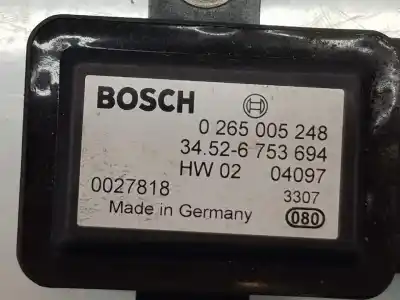 BOSCH
0 265 005 248
34.52-6 753 694
HW 02 04097
0027818 3307
Made in Germany 080